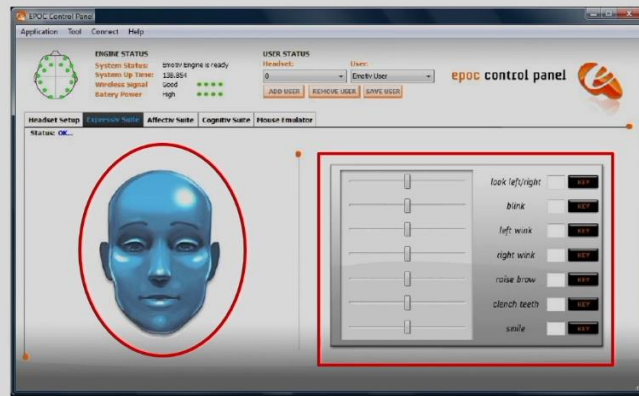 EPOC Control Panel
Application Tool Connect Help
ENGINE STATUS
System Status: Emotiv Engine is ready
System Up Time: 138.854
Wireless Signal Good
Battery Power High
USER STATUS
Headset: User:
0 Emotiv User
ADD USER REMOVE USER SAVE USER
epoc control panel
Headset Setup Expressiv Suite Affectiv Suite Cognitiv Suite Mouse Emulator
Status: OK...
look left/right KEY
blink KEY
left wink KEY
right wink KEY
raise brow KEY
clench teeth KEY
smile KEY